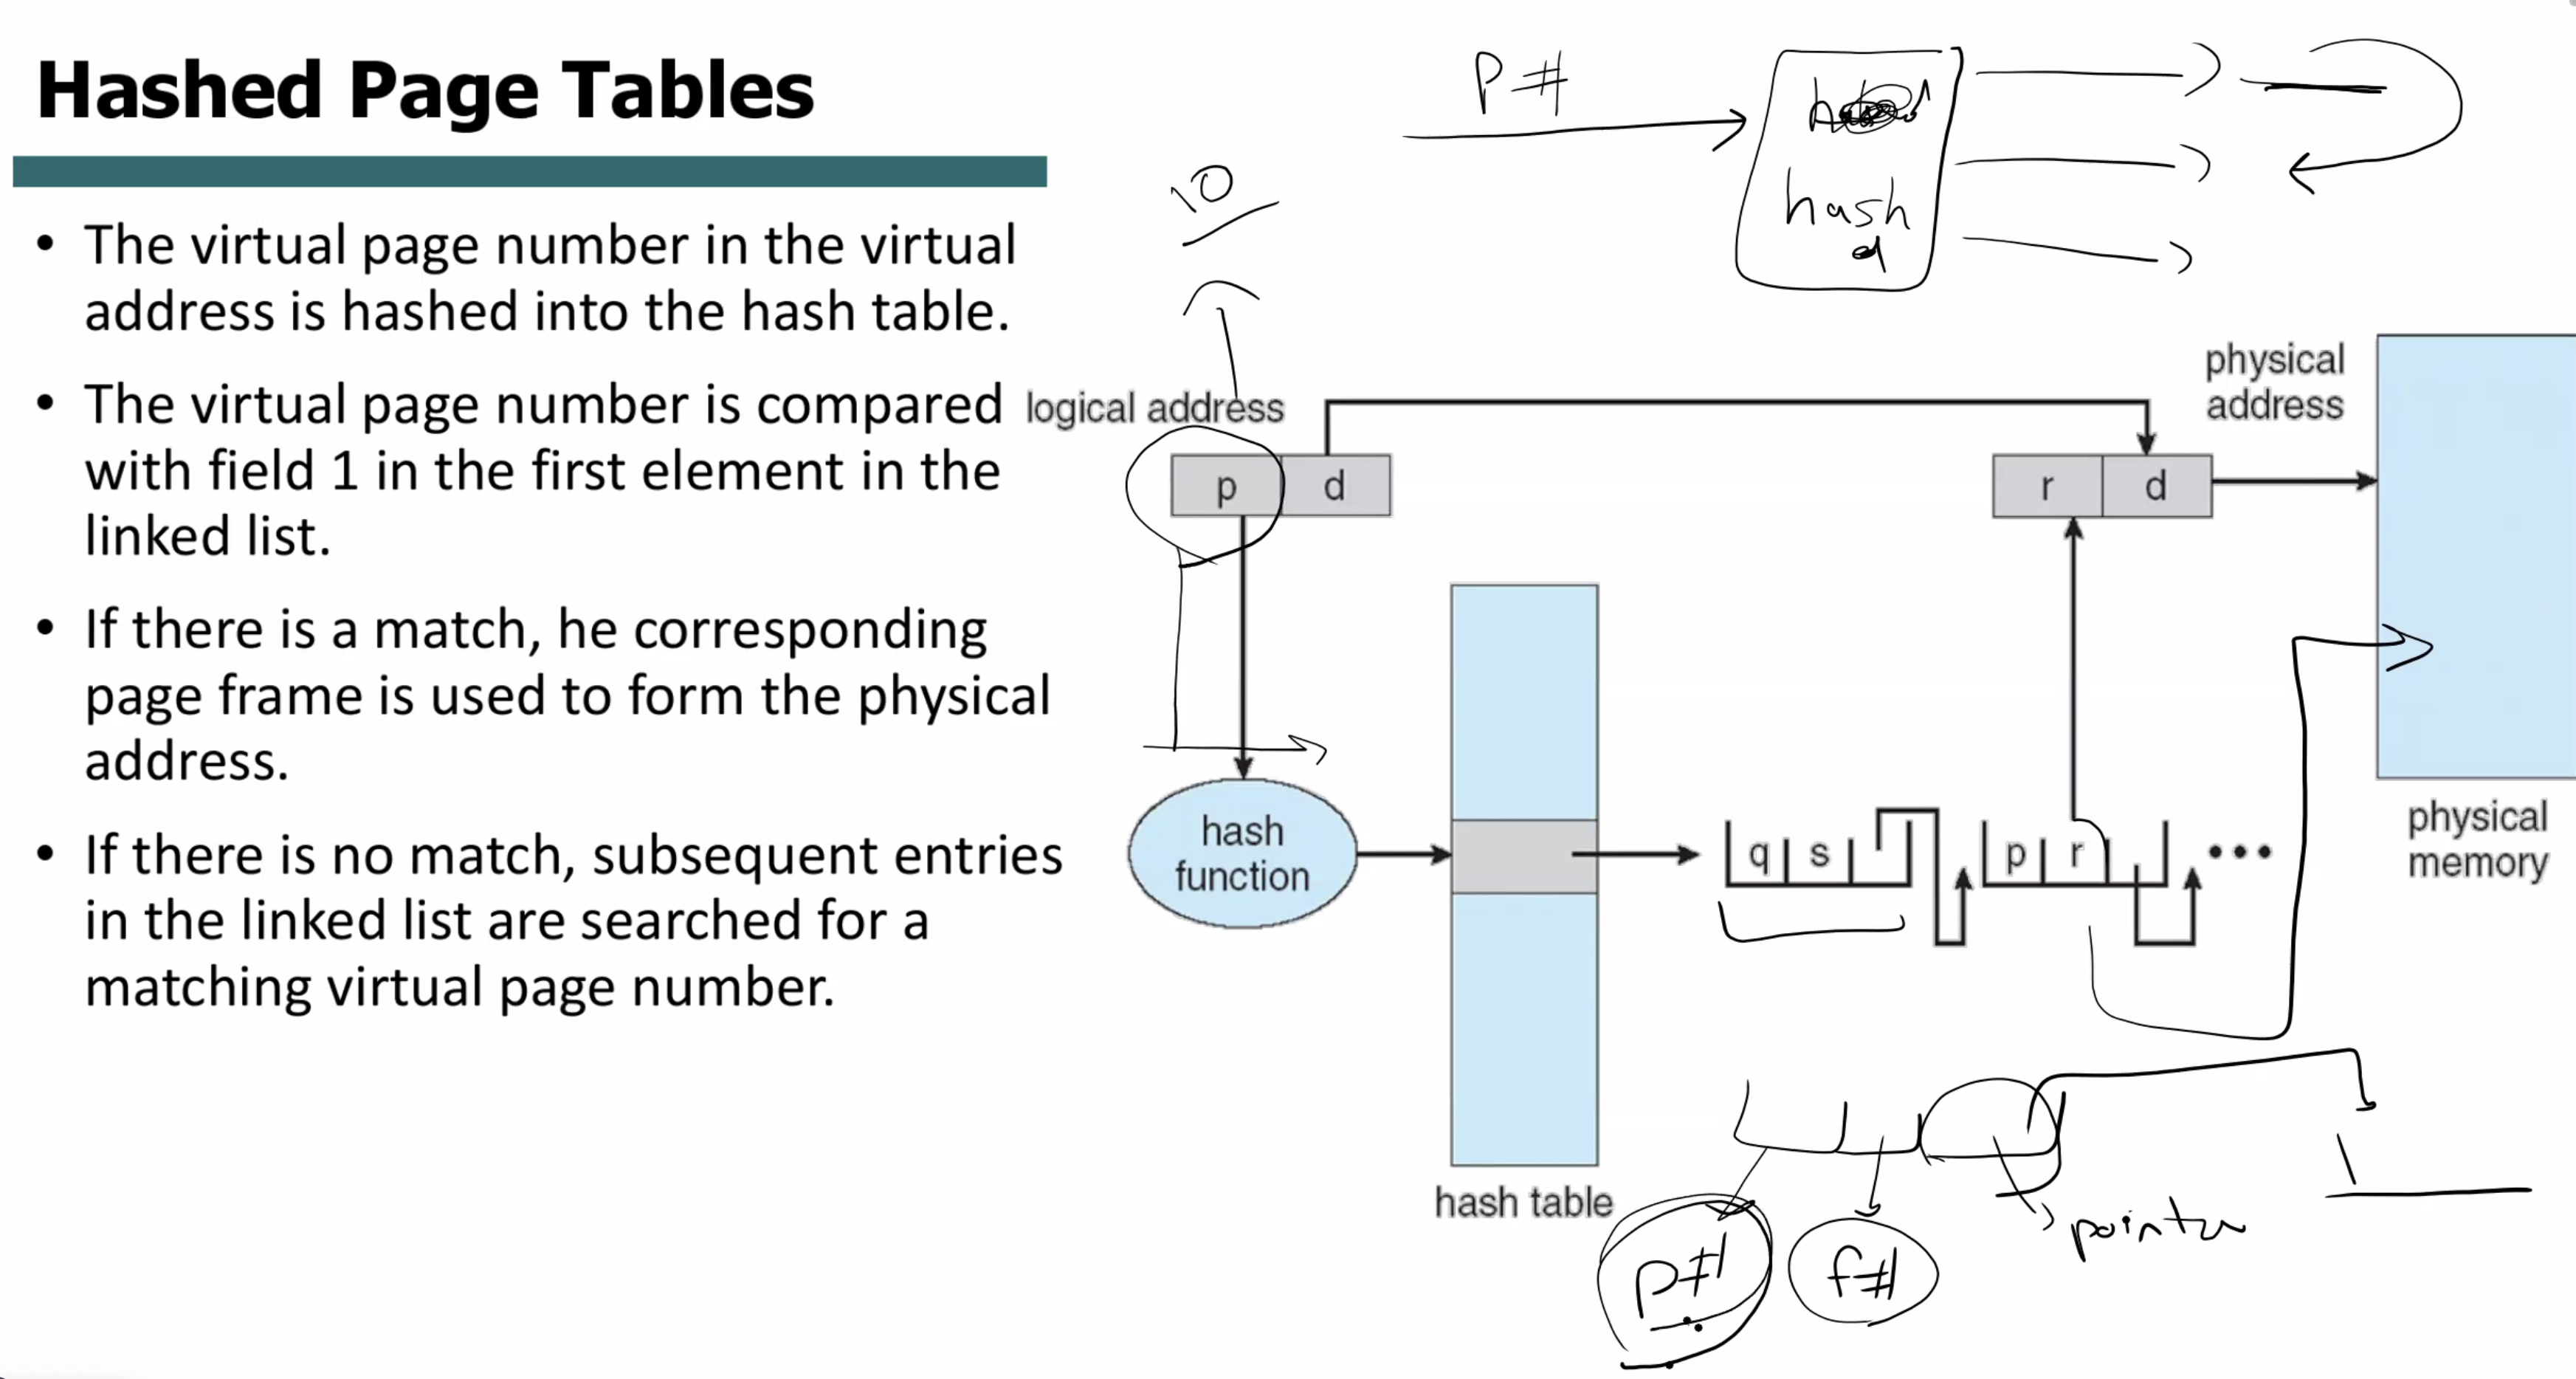 Hashed Page Tables
• The virtual page number in the virtual
address is hashed into the hash table.
• The virtual page number is compared
with field 1 in the first element in the
linked list.
• If there is a match, he corresponding
page frame is used to form the physical
address.
• If there is no match, subsequent entries
in the linked list are searched for a
matching virtual page number.
P#
hash
10
logical address
p d
physical
address
r d
hash
function
q s
p r
•••
physical
memory
hash table
P#
f#
pointer